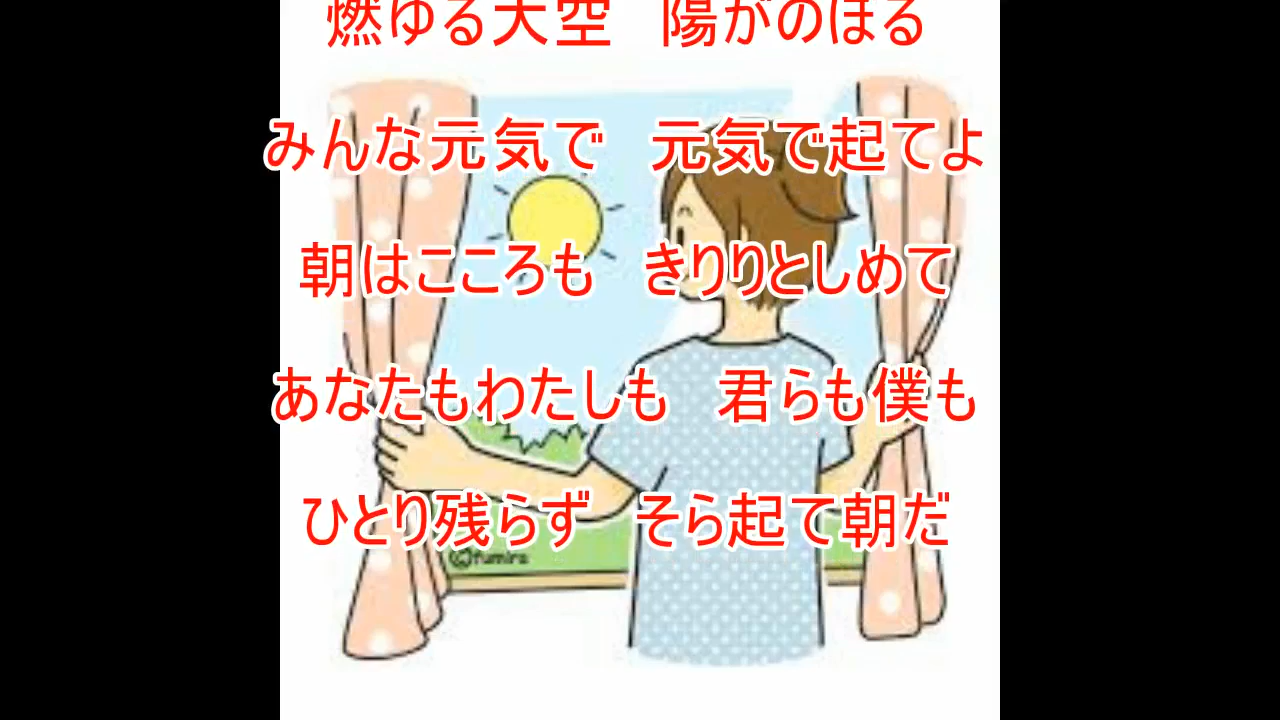 燃ゆる大空　陽がのぼる
みんな元気で　元気で起てよ
朝はこころも　きりりとしめて
あなたもわたしも　君らも僕も
ひとり残らず　そら起て朝だ
©fumira